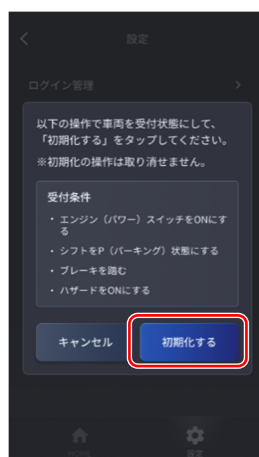 設定
ログイン管理
以下の操作で車両を受付状態にして、
「初期化する」をタップしてください。
※初期化の操作は取り消せません。
受付条件
・エンジン（パワー）スイッチをONにす
る
・シフトをP（パーキング）状態にする
・ブレーキを踏む
・ハザードをONにする
キャンセル 初期化する
HOME 設定